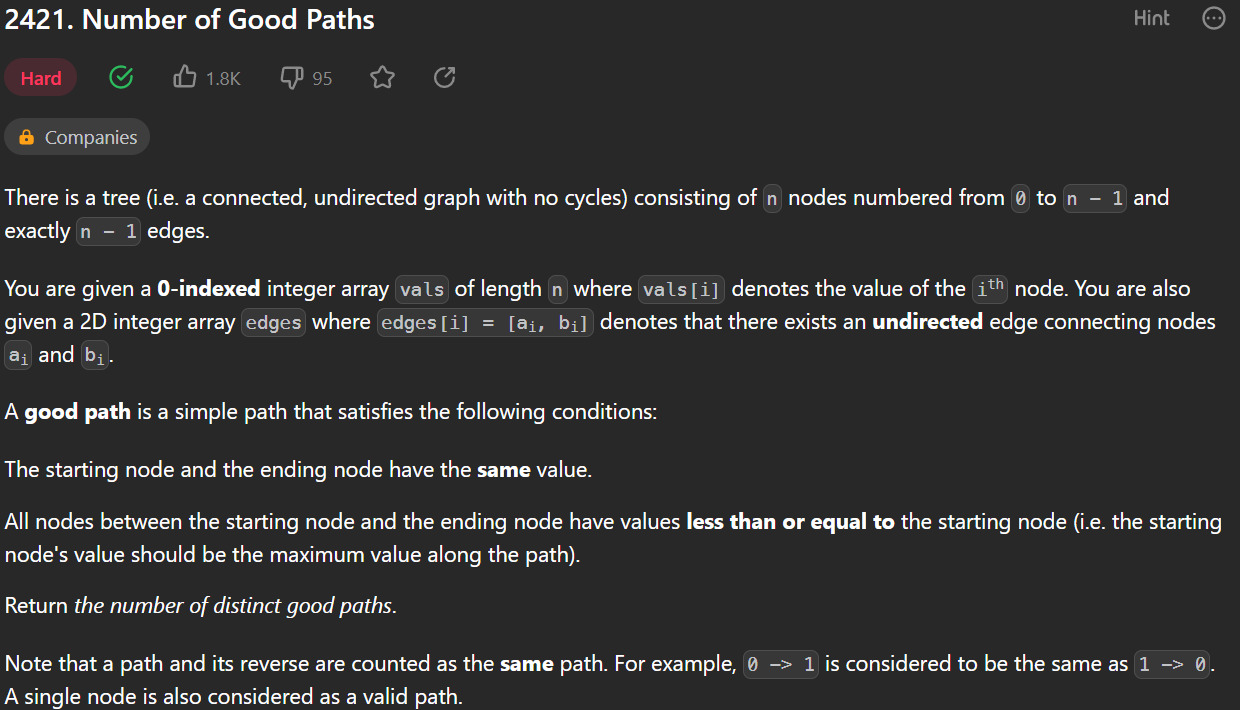 2421. Number of Good Paths
Hint
Hard
1.8K
95
Companies
There is a tree (i.e. a connected, undirected graph with no cycles) consisting of n nodes numbered from 0 to n - 1 and
exactly n - 1 edges.
You are given a 0-indexed integer array vals of length n where vals[i] denotes the value of the iᵗʰ node. You are also
given a 2D integer array edges where edges[i] = [aᵢ, bᵢ] denotes that there exists an undirected edge connecting nodes
aᵢ and bᵢ.
A good path is a simple path that satisfies the following conditions:
The starting node and the ending node have the same value.
All nodes between the starting node and the ending node have values less than or equal to the starting node (i.e. the starting
node's value should be the maximum value along the path).
Return the number of distinct good paths.
Note that a path and its reverse are counted as the same path. For example, 0 -> 1 is considered to be the same as 1 -> 0.
A single node is also considered as a valid path.